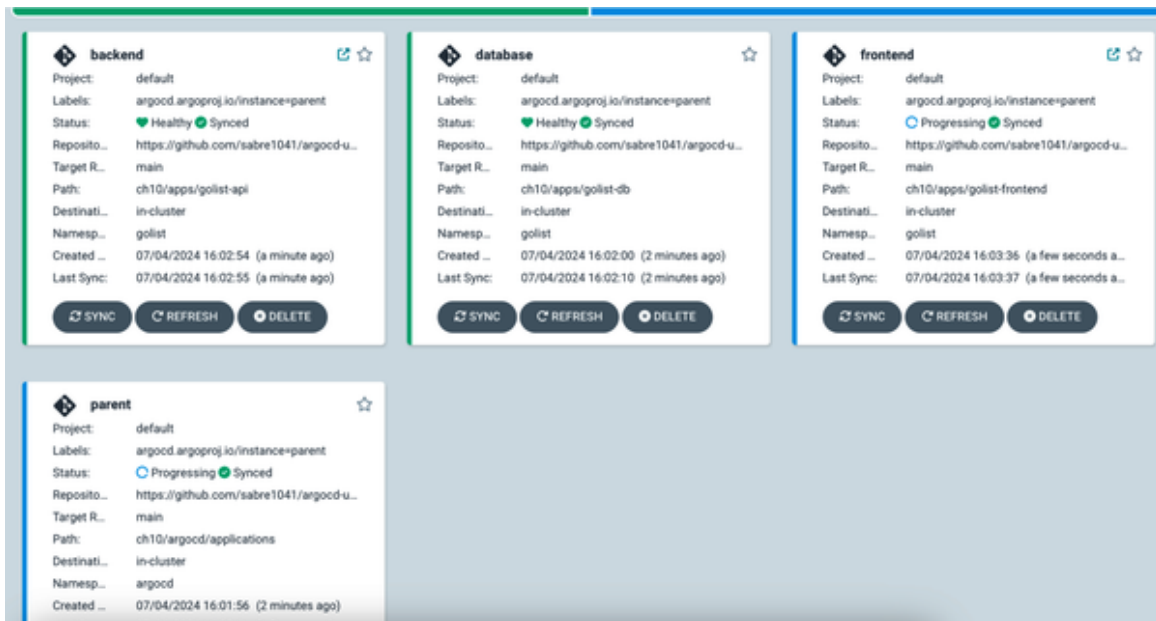 backend
Project: default
Labels: argocd.argoproj.io/instance=parent
Status: Healthy Synced
Reposito... https://github.com/sabre1041/argocd-u...
Target R... main
Path: ch10/apps/golist-api
Destinati... in-cluster
Namesp... golist
Created ... 07/04/2024 16:02:54 (a minute ago)
Last Sync: 07/04/2024 16:02:55 (a minute ago)
SYNC REFRESH DELETE
database
Project: default
Labels: argocd.argoproj.io/instance=parent
Status: Healthy Synced
Reposito... https://github.com/sabre1041/argocd-u...
Target R... main
Path: ch10/apps/golist-db
Destinati... in-cluster
Namesp... golist
Created ... 07/04/2024 16:02:00 (2 minutes ago)
Last Sync: 07/04/2024 16:02:10 (2 minutes ago)
SYNC REFRESH DELETE
frontend
Project: default
Labels: argocd.argoproj.io/instance=parent
Status: Progressing Synced
Reposito... https://github.com/sabre1041/argocd-u...
Target R... main
Path: ch10/apps/golist-frontend
Destinati... in-cluster
Namesp... golist
Created ... 07/04/2024 16:03:36 (a few seconds a...
Last Sync: 07/04/2024 16:03:37 (a few seconds a...
SYNC REFRESH DELETE
parent
Project: default
Labels: argocd.argoproj.io/instance=parent
Status: Progressing Synced
Reposito... https://github.com/sabre1041/argocd-u...
Target R... main
Path: ch10/argocd/applications
Destinati... in-cluster
Namesp... argocd
Created ... 07/04/2024 16:01:56 (2 minutes ago)